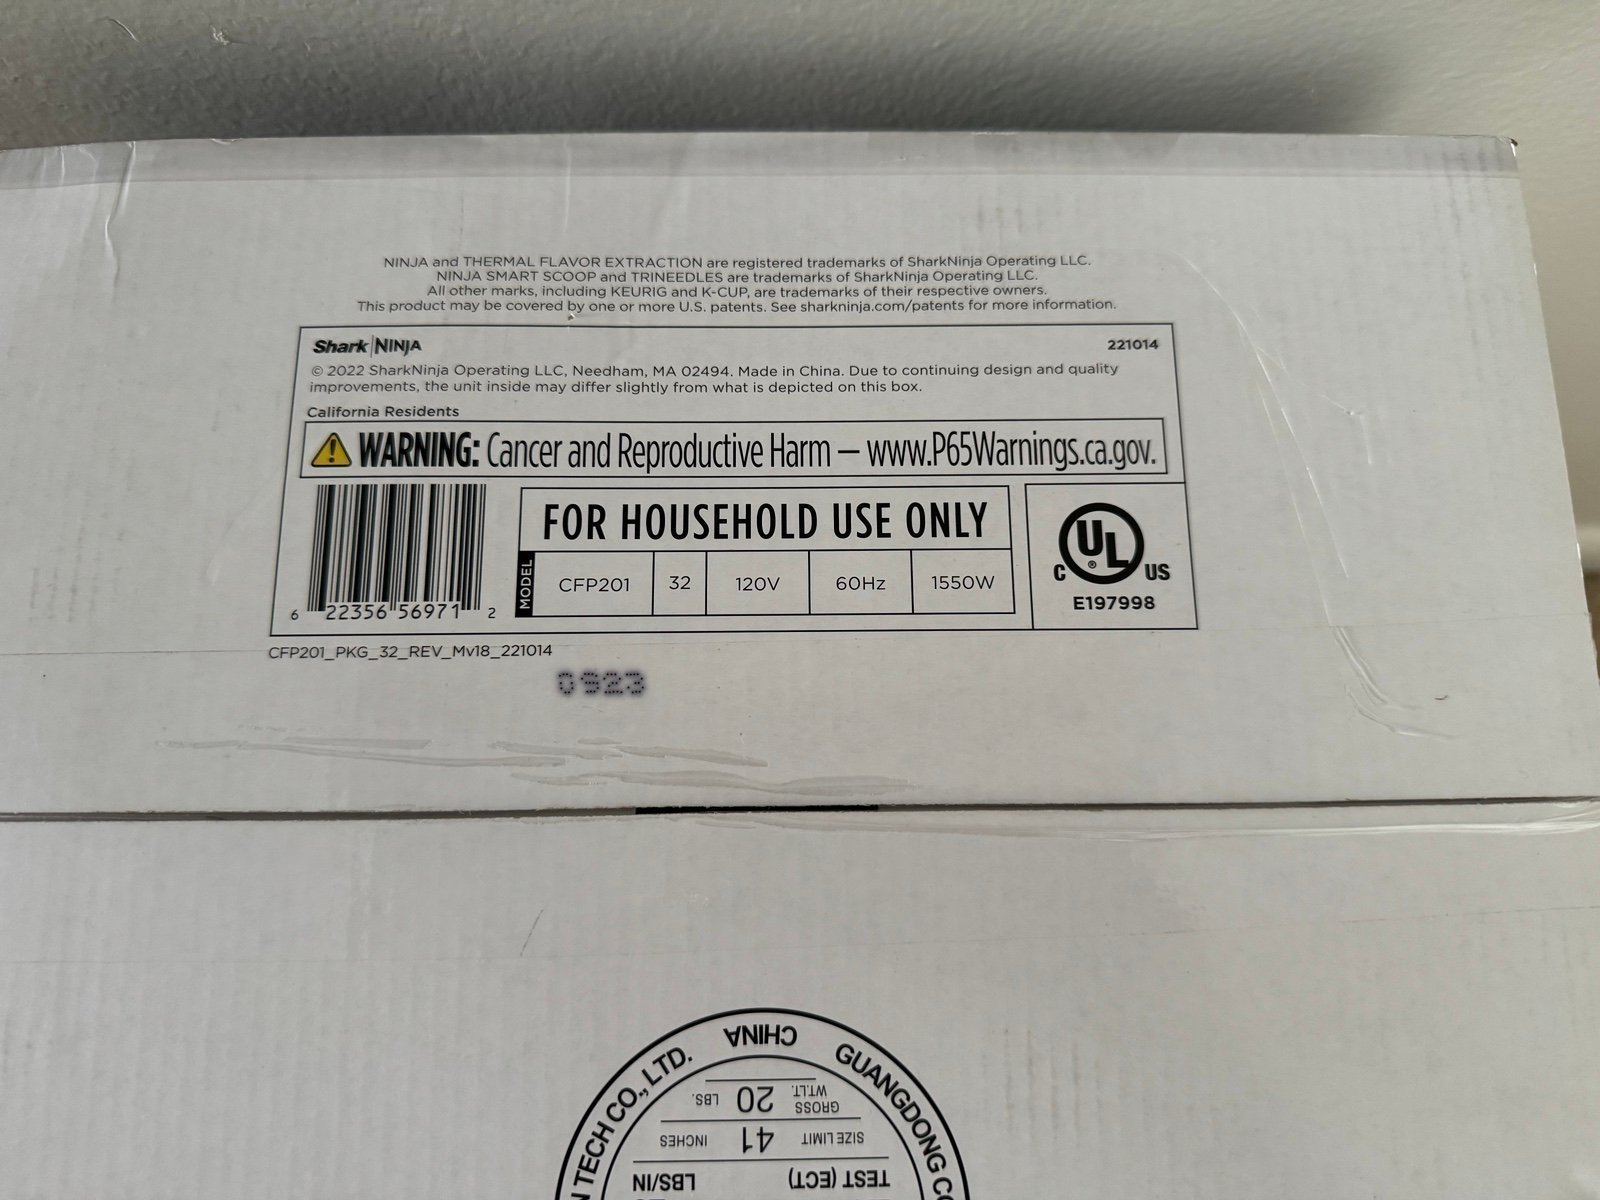 NINJA and THERMAL FLAVOR EXTRACTION are registered trademarks of SharkNinja Operating LLC.
NINJA SMART SCOOP and TRINEEDLES are trademarks of SharkNinja Operating LLC.
All other marks, including KEURIG and K-CUP, are trademarks of their respective owners.
This product may be covered by one or more U.S. patents. See sharkninja.com/patents for more information.
Shark|NINJA 221014
© 2022 SharkNinja Operating LLC, Needham, MA 02494. Made in China. Due to continuing design and quality
improvements, the unit inside may differ slightly from what is depicted on this box.
California Residents
WARNING: Cancer and Reproductive Harm – www.P65Warnings.ca.gov.
FOR HOUSEHOLD USE ONLY
MODEL CFP201 32 120V 60Hz 1550W
C UL ® US
E197998
6 22356 56971 2
CFP201_PKG_32_REV_Mv18_221014
0923
TECH CO., LTD. CHINA GUANGDONG
GROSS WT.LT. 20 LBS.
SIZE LIMIT 41 INCHES
TEST (ECT) LBS/IN